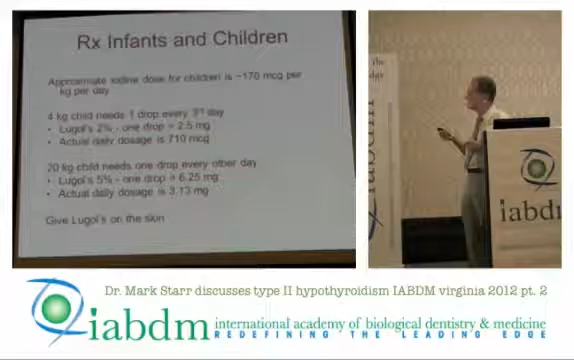 Rx Infants and Children
Approximate iodine dose for children is ~170 mcg per
kg per day
4 kg child needs 1 drop every 3rd day
• Lugol's 2% - one drop = 2.5 mg
• Actual daily dosage is 710 mcg
20 kg child needs one drop every other day
• Lugol's 5% - one drop = 6.25 mg
• Actual daily dosage is 3.13 mg
Give Lugol's on the skin
the
dge
iabdm
iabdm
Dr. Mark Starr discusses type II hypothyroidism IABDM virginia 2012 pt. 2
iabdm international academy of biological dentistry & medicine
REDEFINING THE LEADING EDGE